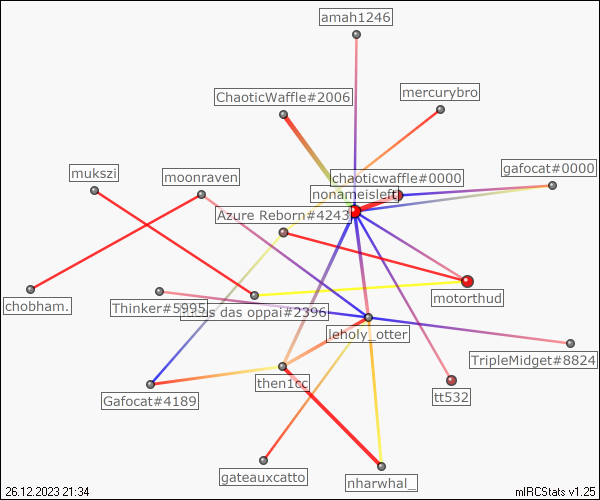 amah1246
mercurybro
ChaoticWaffle#2006
gafocat#0000
chaoticwaffle#0000
mukszi
moonraven
nonameisleft
Azure Reborn#4243
motorthud
chobham.
Thinker#5995
das oppai#2396
leholy_otter
TripleMidget#8824
then1cc
tt532
Gafocat#4189
gateauxcatto
nharwhal_
26.12.2023 21:34
mIRCStats v1.25